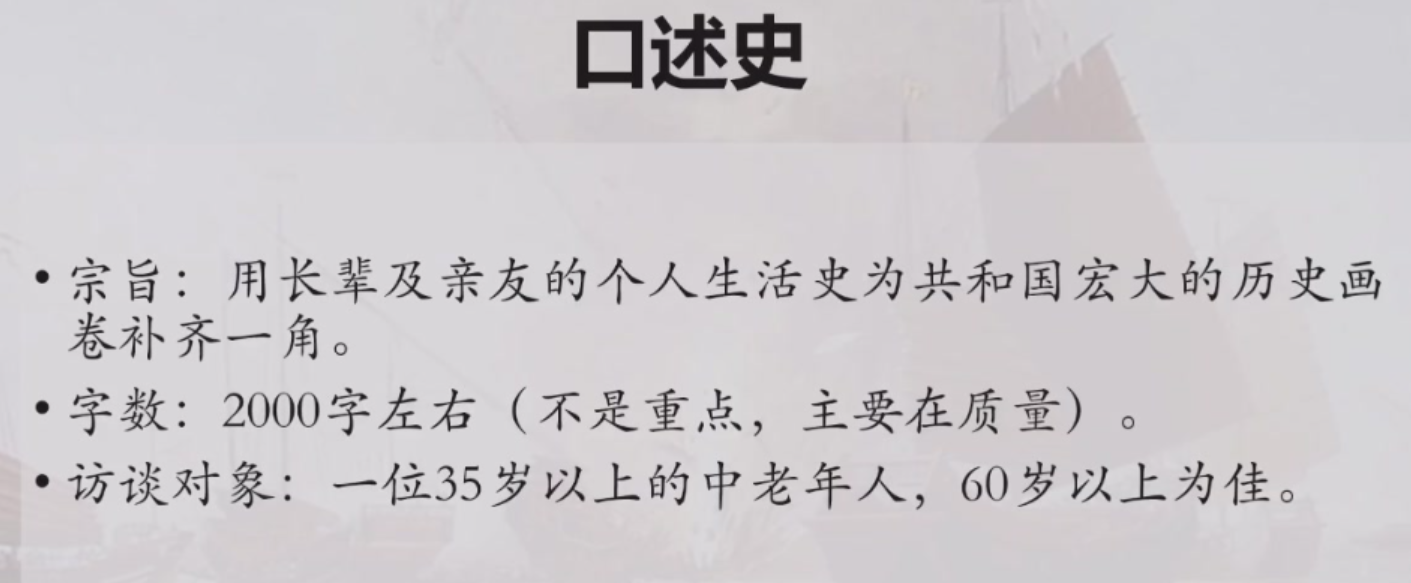 口述史
• 宗旨：用长辈及亲友的个人生活史为共和国宏大的历史画
卷补齐一角。
• 字数：2000字左右（不是重点，主要在质量）。
• 访谈对象：一位35岁以上的中老年人，60岁以上为佳。